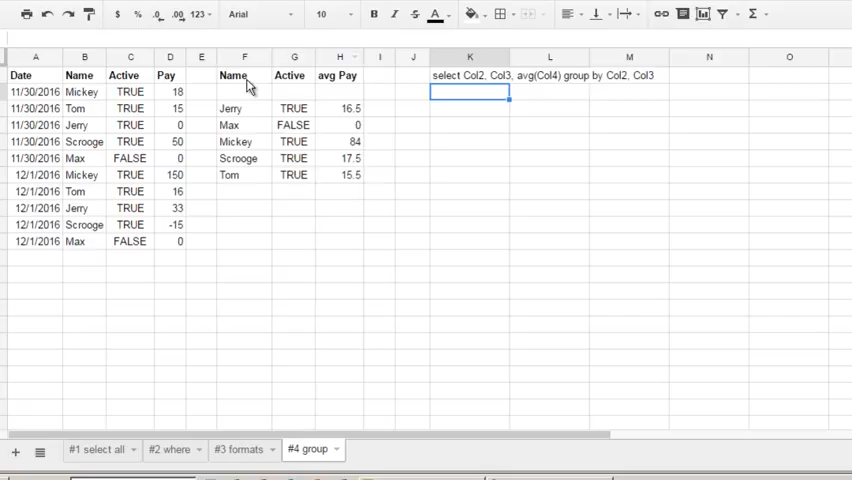 $ % .0 .00 123 Arial 10 B I S A Σ
A B C D E F G H I J K L M N O
Date Name Active Pay Name Active avg Pay select Col2, Col3, avg(Col4) group by Col2, Col3
11/30/2016 Mickey TRUE 18
11/30/2016 Tom TRUE 15 Jerry TRUE 16.5
11/30/2016 Jerry TRUE 0 Max FALSE 0
11/30/2016 Scrooge TRUE 50 Mickey TRUE 84
11/30/2016 Max FALSE 0 Scrooge TRUE 17.5
12/1/2016 Mickey TRUE 150 Tom TRUE 15.5
12/1/2016 Tom TRUE 16
12/1/2016 Jerry TRUE 33
12/1/2016 Scrooge TRUE -15
12/1/2016 Max FALSE 0
#1 select all #2 where #3 formats #4 group